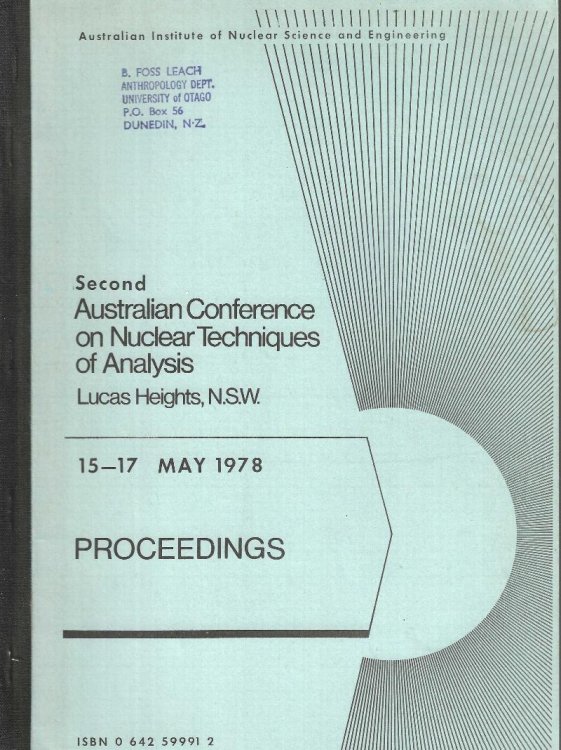 Australian Institute of Nuclear Science and Engineering
B. FOSS LEACH
ANTHROPOLOGY DEPT.
UNIVERSITY of OTAGO
P.O. Box 56
DUNEDIN, N.Z.
Second
Australian Conference
on Nuclear Techniques
of Analysis
Lucas Heights, N.S.W.
15–17 MAY 1978
PROCEEDINGS
ISBN 0 642 59991 2